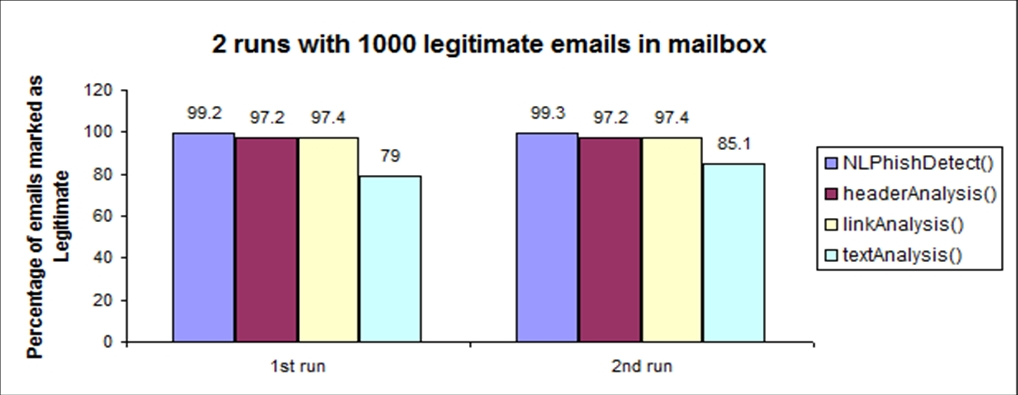 2 runs with 1000 legitimate emails in mailbox
Percentage of emails marked as
Legitimate
120
100
80
60
40
20
0
99.2
97.2
97.4
79
99.3
97.2
97.4
85.1
1st run
2nd run
NLPhishDetect()
headerAnalysis()
linkAnalysis()
textAnalysis()